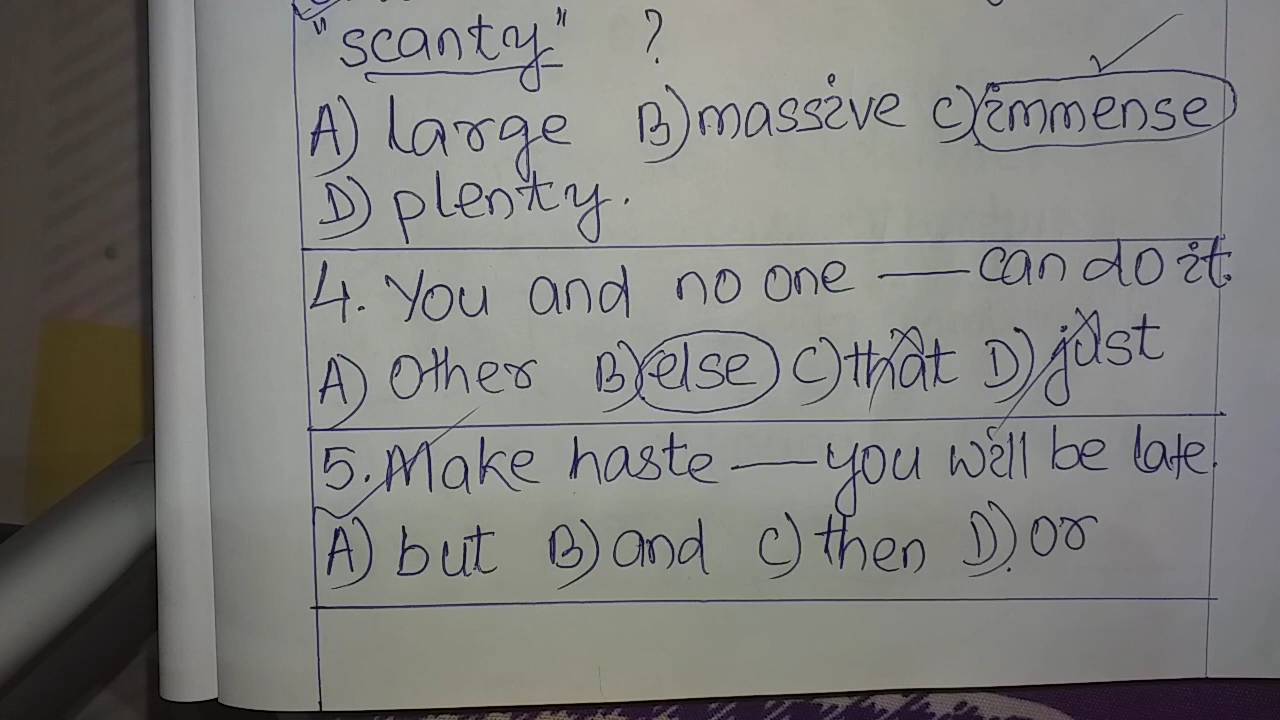 "scanty" ?
A) large B) massive C) immense
D) plenty.
4. You and no one — can do it.
A) Other B) else C) that D) just
5. Make haste — you will be late.
A) but B) and C) then D) or